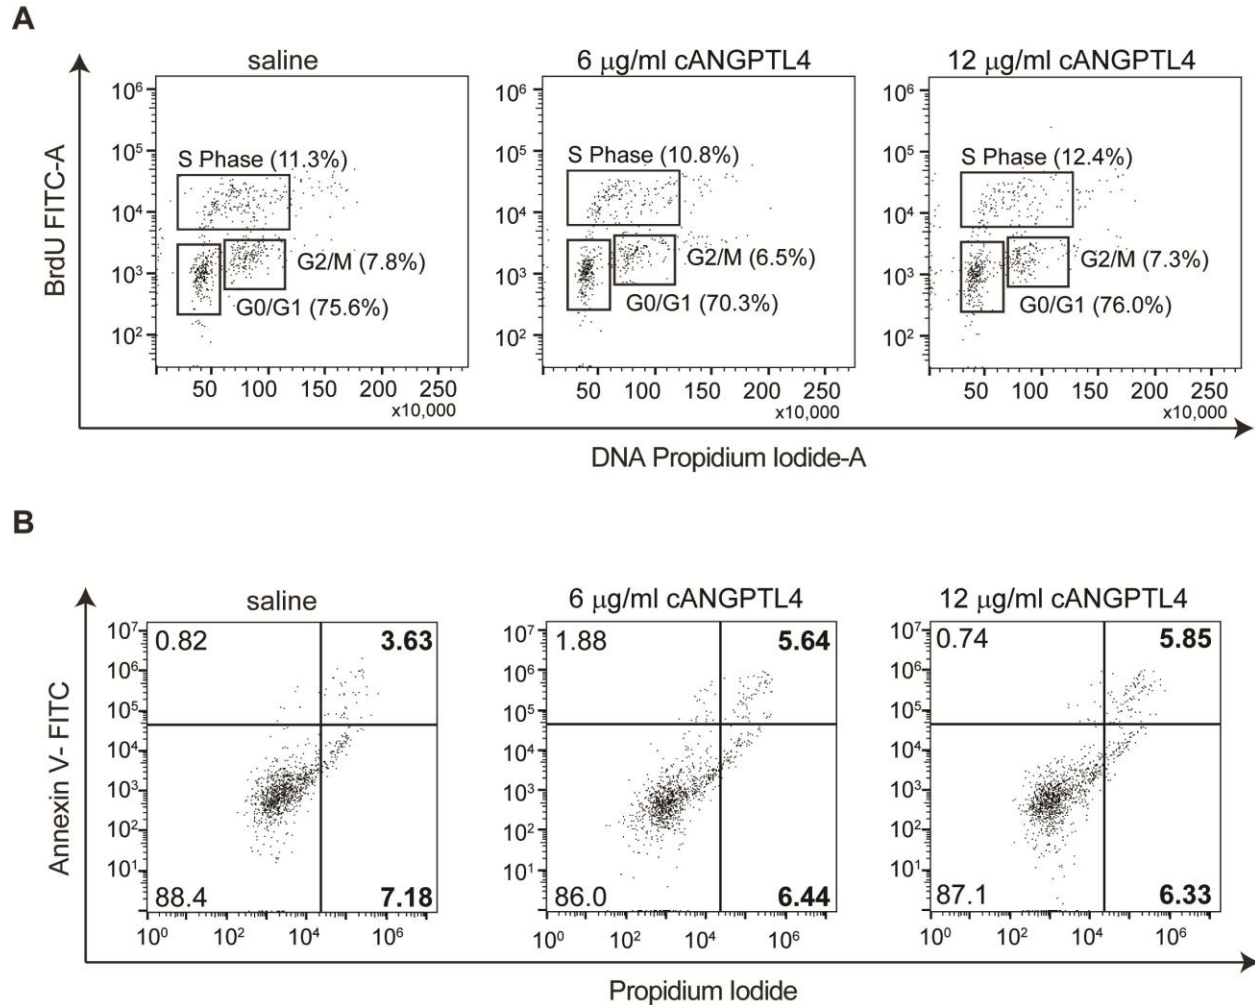 A
saline
6 μg/ml cANGPTL4
12 μg/ml cANGPTL4
BrdU FITC-A
10⁶
10⁵
10⁴
10³
10²
S Phase (11.3%)
G2/M (7.8%)
G0/G1 (75.6%)
50 100 150 200 250
x10,000
10⁶
10⁵
10⁴
10³
10²
S Phase (10.8%)
G2/M (6.5%)
G0/G1 (70.3%)
50 100 150 200 250
x10,000
10⁶
10⁵
10⁴
10³
10²
S Phase (12.4%)
G2/M (7.3%)
G0/G1 (76.0%)
50 100 150 200 250
x10,000
DNA Propidium Iodide-A
B
saline
6 μg/ml cANGPTL4
12 μg/ml cANGPTL4
Annexin V- FITC
10⁷
10⁶
10⁵
10⁴
10³
10²
10¹
0.82 3.63
88.4 7.18
10⁰ 10² 10⁴ 10⁶
10⁷
10⁶
10⁵
10⁴
10³
10²
10¹
1.88 5.64
86.0 6.44
10⁰ 10² 10⁴ 10⁶
10⁷
10⁶
10⁵
10⁴
10³
10²
10¹
0.74 5.85
87.1 6.33
10⁰ 10² 10⁴ 10⁶
Propidium Iodide